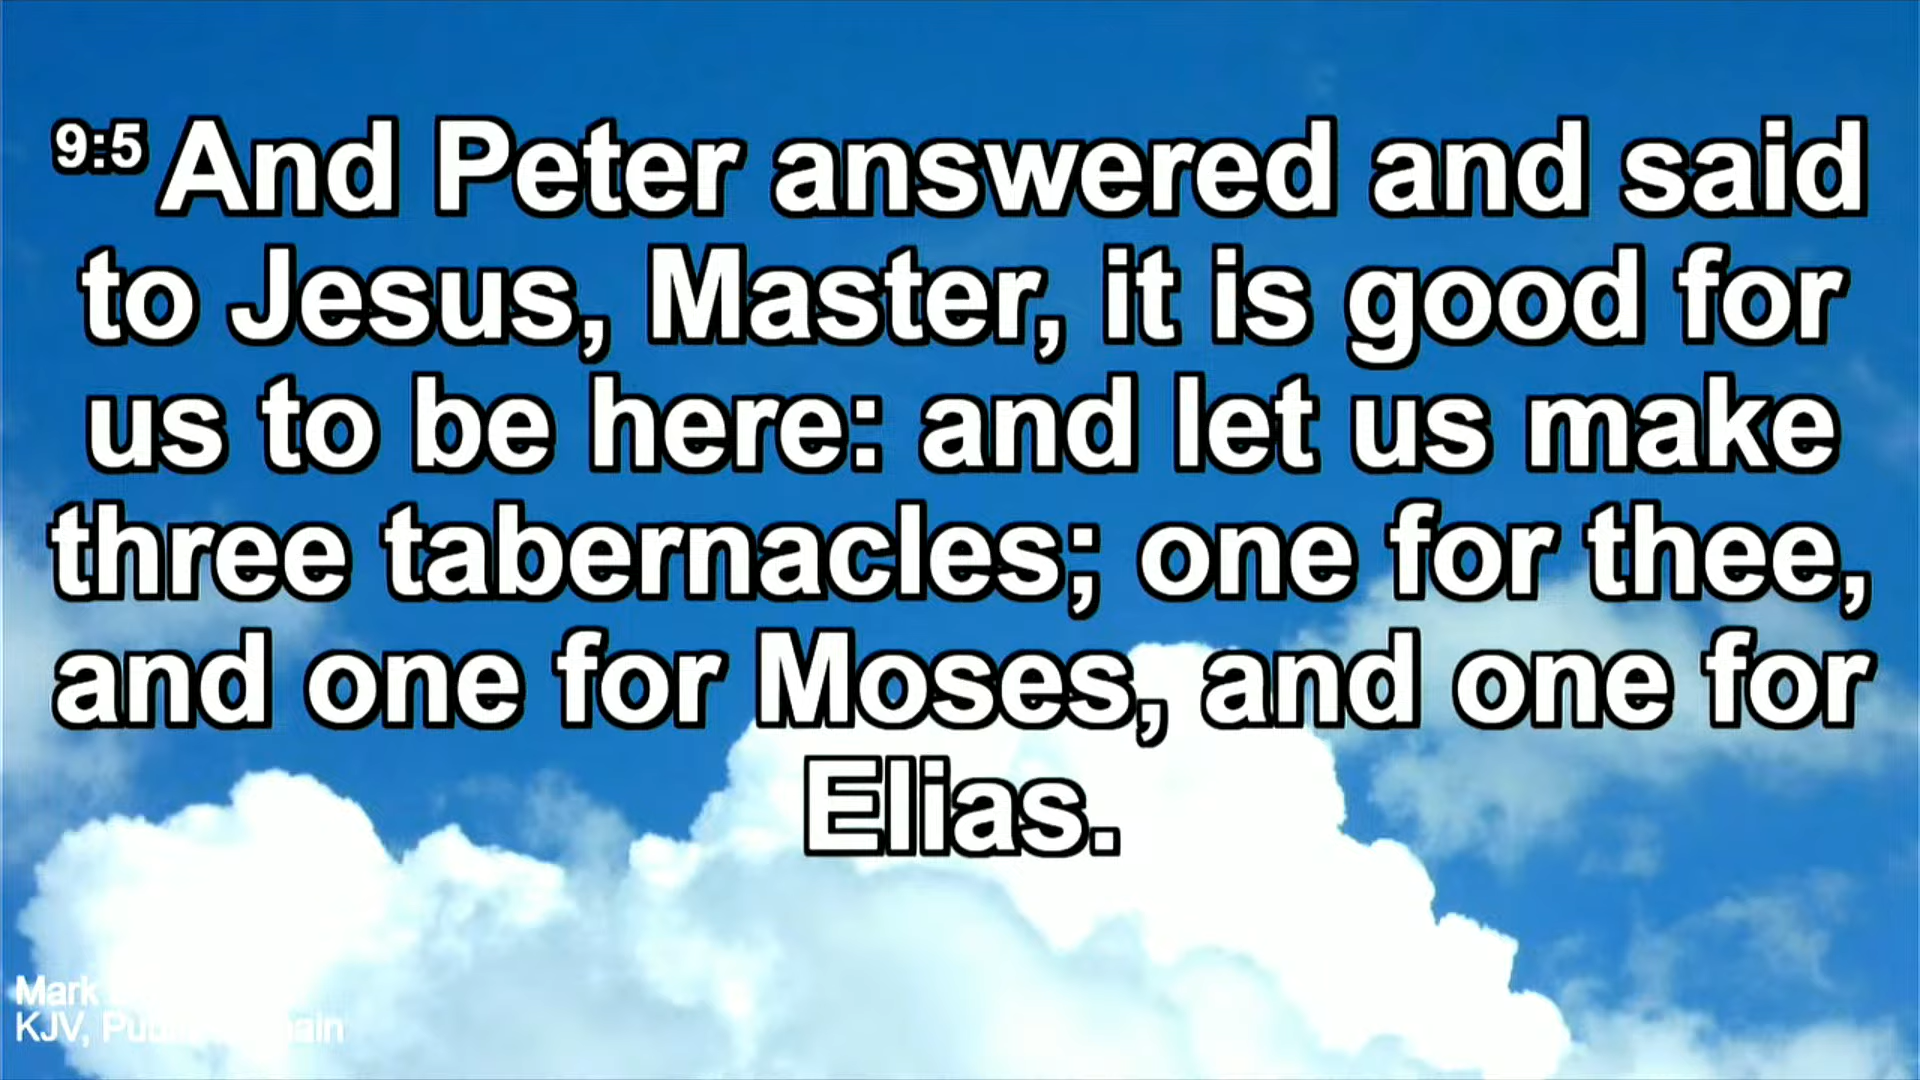 9:5 And Peter answered and said
to Jesus, Master, it is good for
us to be here: and let us make
three tabernacles; one for thee,
and one for Moses, and one for
Elias.
Mark
KJV, Public Domain